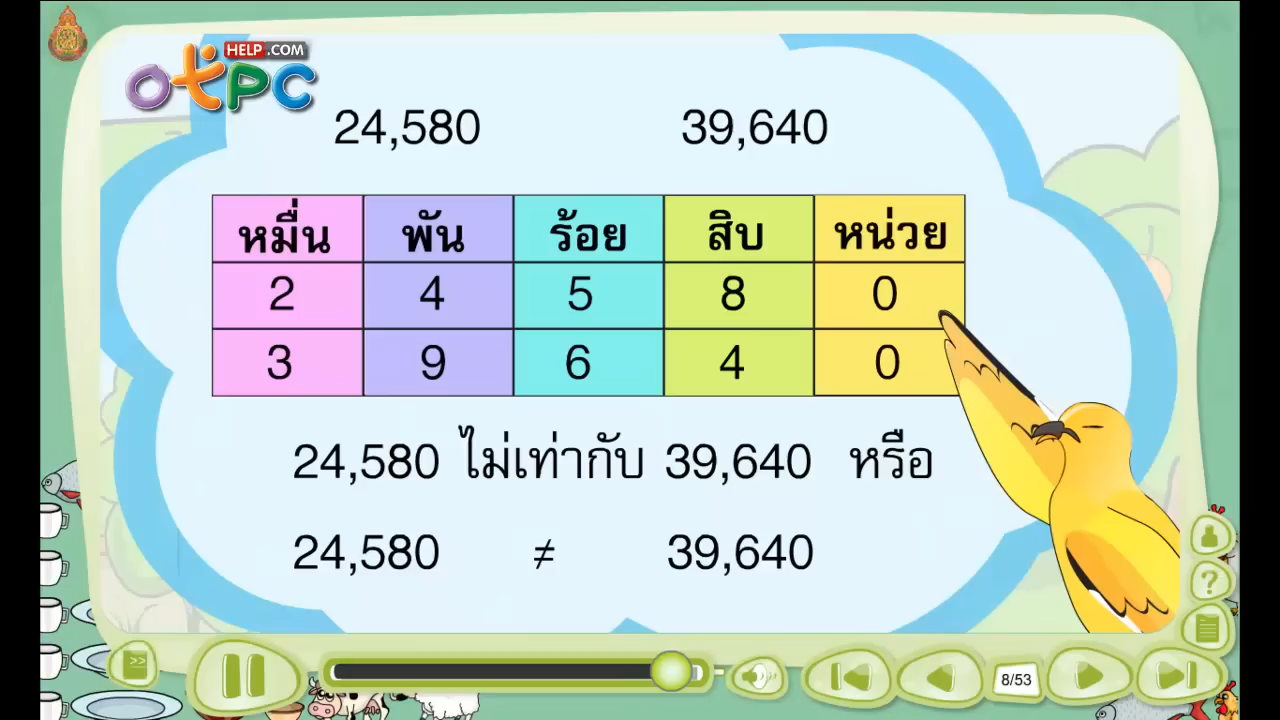 HELP.COM
OTPC
24,580 39,640
หมื่น พัน ร้อย สิบ หน่วย
2 4 5 8 0
3 9 6 4 0
24,580 ไม่เท่ากับ 39,640 หรือ
24,580 ≠ 39,640
?
>>
8/53